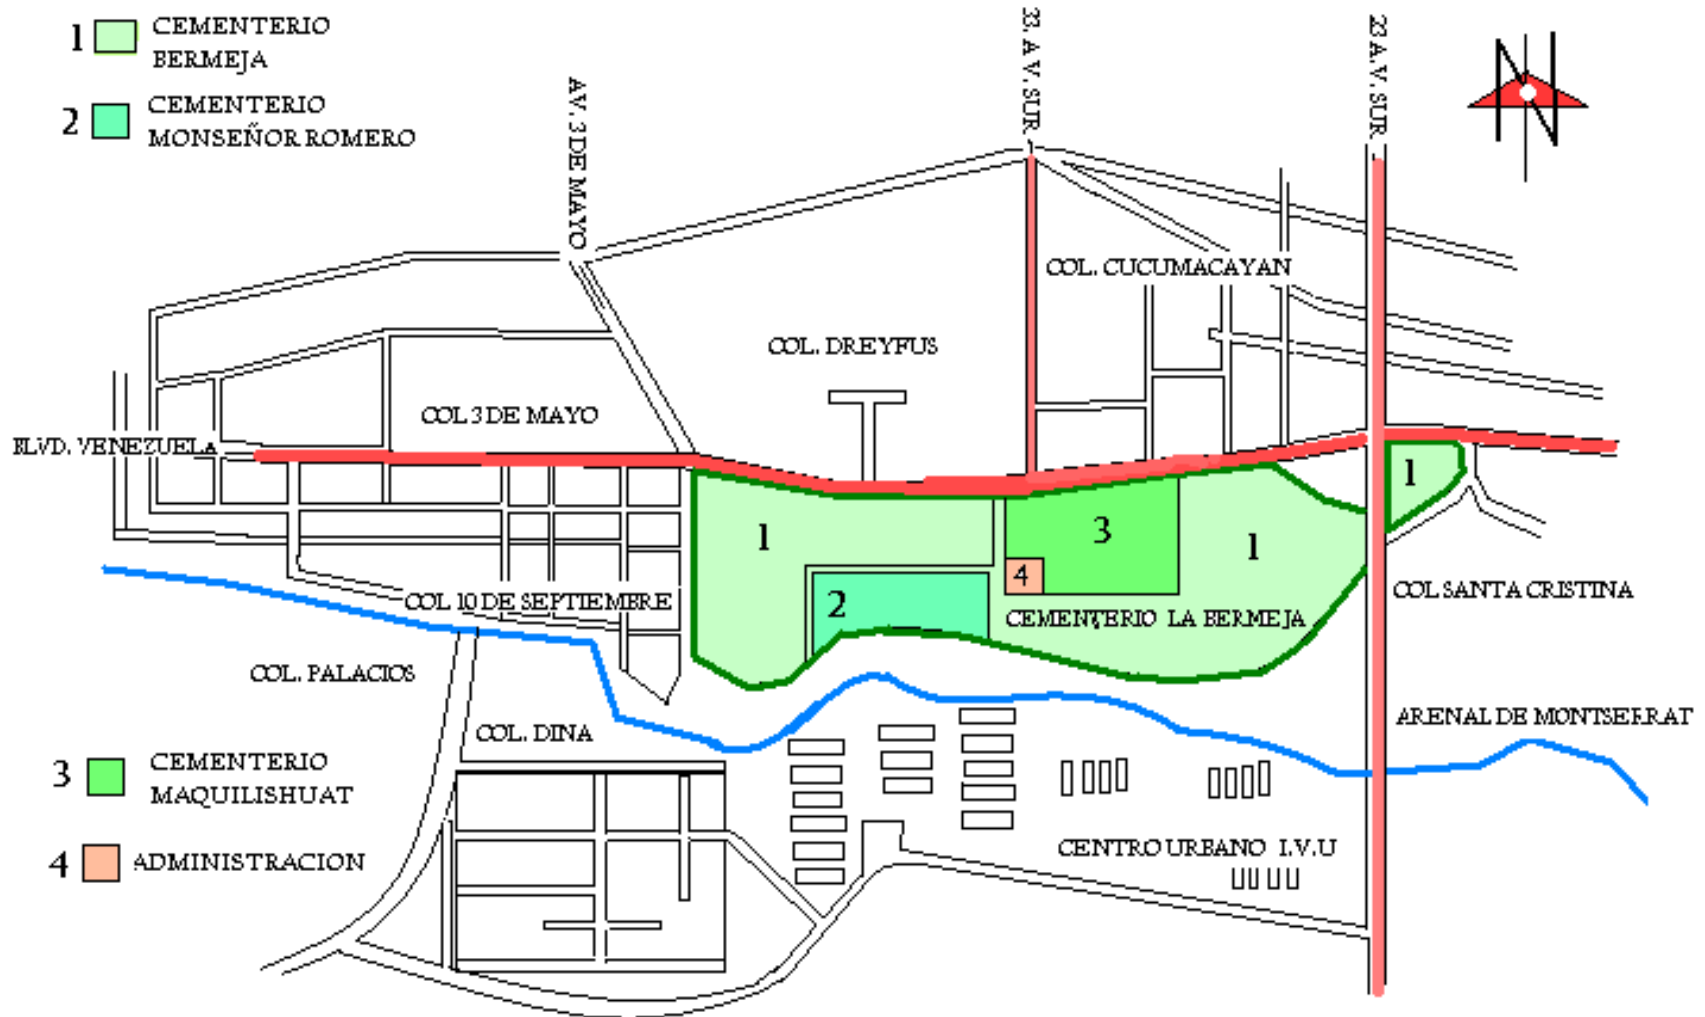 1 CEMENTERIO
BERMEJA
2 CEMENTERIO
MONSEÑOR ROMERO
AV. 3 DE MAYO
33. A V. SUR
23 A.V. SUR
N
COL. CUCUMACAYAN
COL. DREYFUS
COL 3 DE MAYO
BLVD. VENEZUELA
1
1
3
1
4
2
COL 10 DE SEPTIEMBRE
CEMENTERIO LA BERMEJA
COL SANTA CRISTINA
COL. PALACIOS
COL. DINA
ARENAL DE MONTSERRAT
3 CEMENTERIO
MAQUILISHUAT
4 ADMINISTRACION
CENTRO URBANO I.V.U